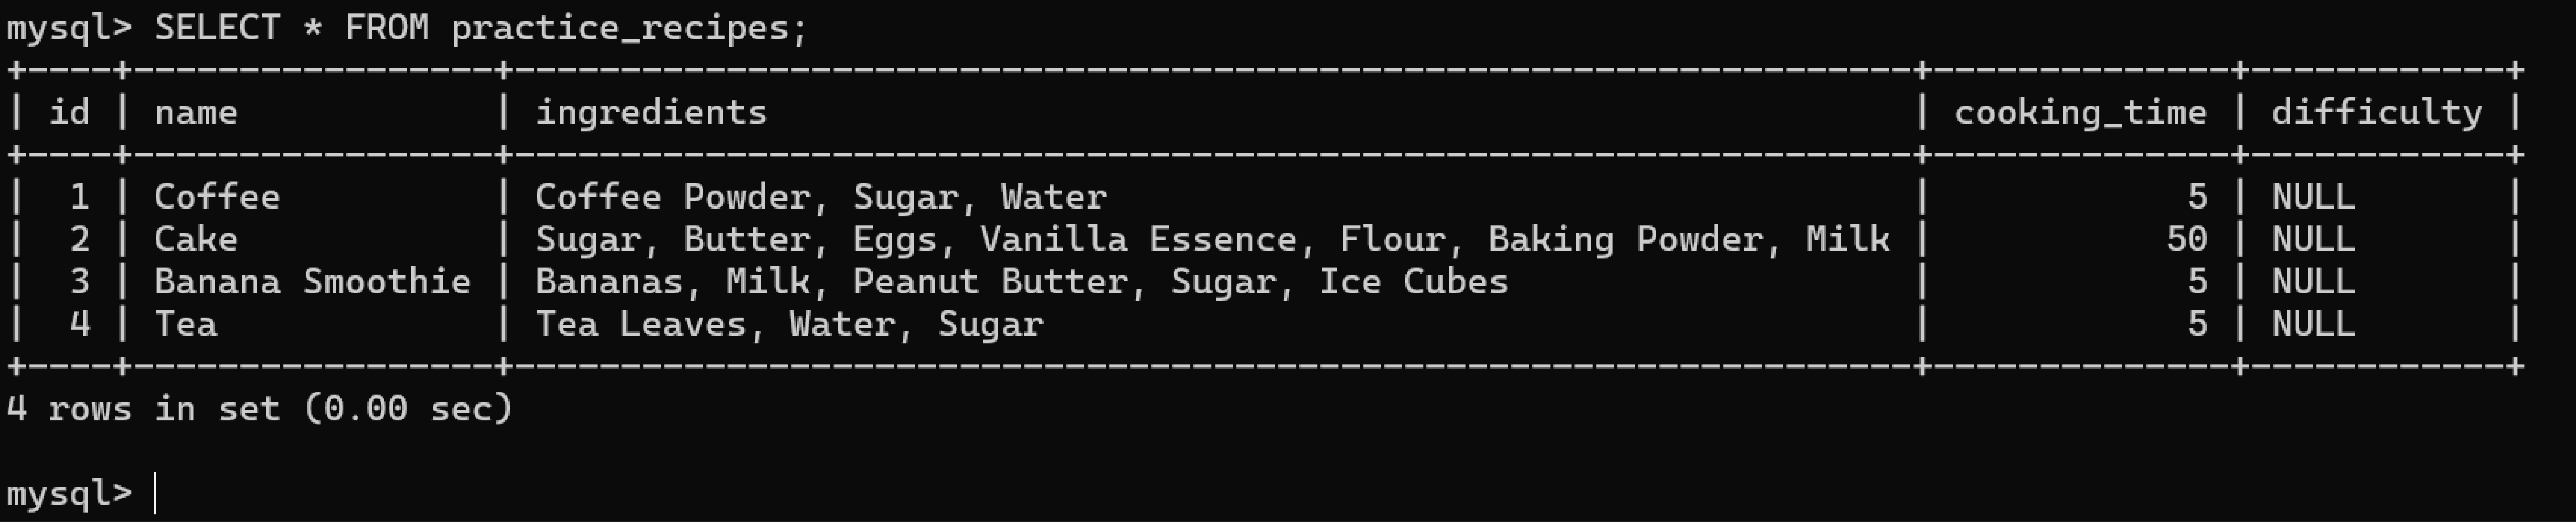 mysql> SELECT * FROM practice_recipes;
+----+-----------------+------------------------------------------------------------------+--------------+------------+
| id | name            | ingredients                                                      | cooking_time | difficulty |
+----+-----------------+------------------------------------------------------------------+--------------+------------+
|  1 | Coffee          | Coffee Powder, Sugar, Water                                      |            5 | NULL       |
|  2 | Cake            | Sugar, Butter, Eggs, Vanilla Essence, Flour, Baking Powder, Milk |           50 | NULL       |
|  3 | Banana Smoothie | Bananas, Milk, Peanut Butter, Sugar, Ice Cubes                   |            5 | NULL       |
|  4 | Tea             | Tea Leaves, Water, Sugar                                         |            5 | NULL       |
+----+-----------------+------------------------------------------------------------------+--------------+------------+
4 rows in set (0.00 sec)
mysql>